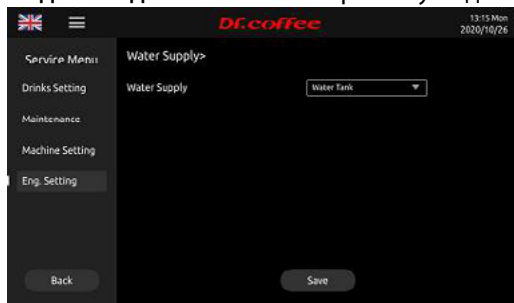 Dr.coffee
13:15 Mon
2020/10/26
Service Menu
Water Supply>
Drinks Setting
Water Supply
Water Tank
Maintenance
Machine Setting
Eng. Setting
Back
Save